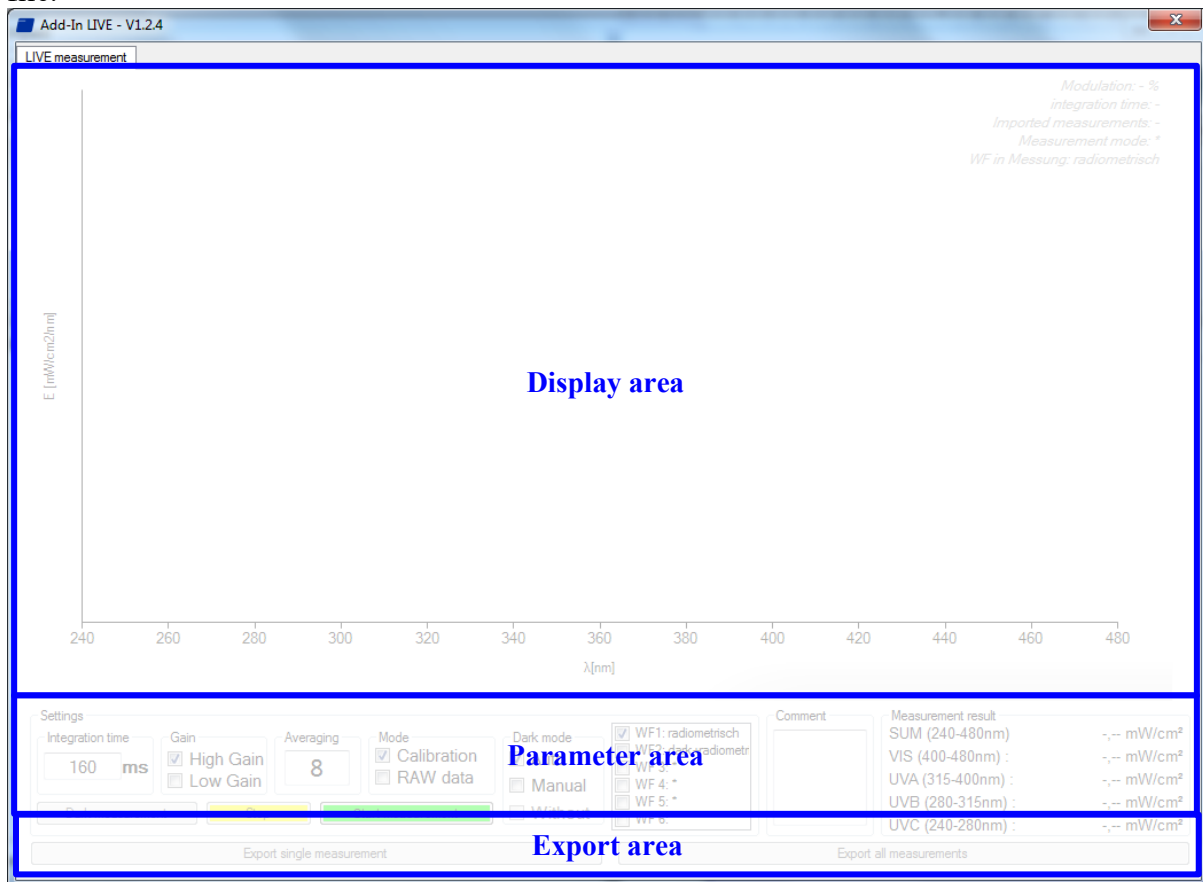 Add-In LIVE - V1.2.4
LIVE measurement
Modulation: - %
integration time: -
Imported measurements: -
Measurement mode: *
WF in Messung: radiometrisch
E [mW/cm2/nm]
Display area
240 260 280 300 320 340 360 380 400 420 440 460 480
λ[nm]
Settings
Integration time
160 ms
Gain
High Gain
Low Gain
Averaging
8
Mode
Calibration
RAW data
Dark mode
Manual
Without
WF1: radiometrisch
WF 4: *
WF 5: *
WF 6:
Parameter area
Comment
Measurement result
SUM (240-480nm) -,-- mW/cm²
VIS (400-480nm) : -,-- mW/cm²
UVA (315-400nm) : -,-- mW/cm²
UVB (280-315nm) : -,-- mW/cm²
UVC (240-280nm) : -,-- mW/cm²
Export single measurement
Export area
Export all measurements